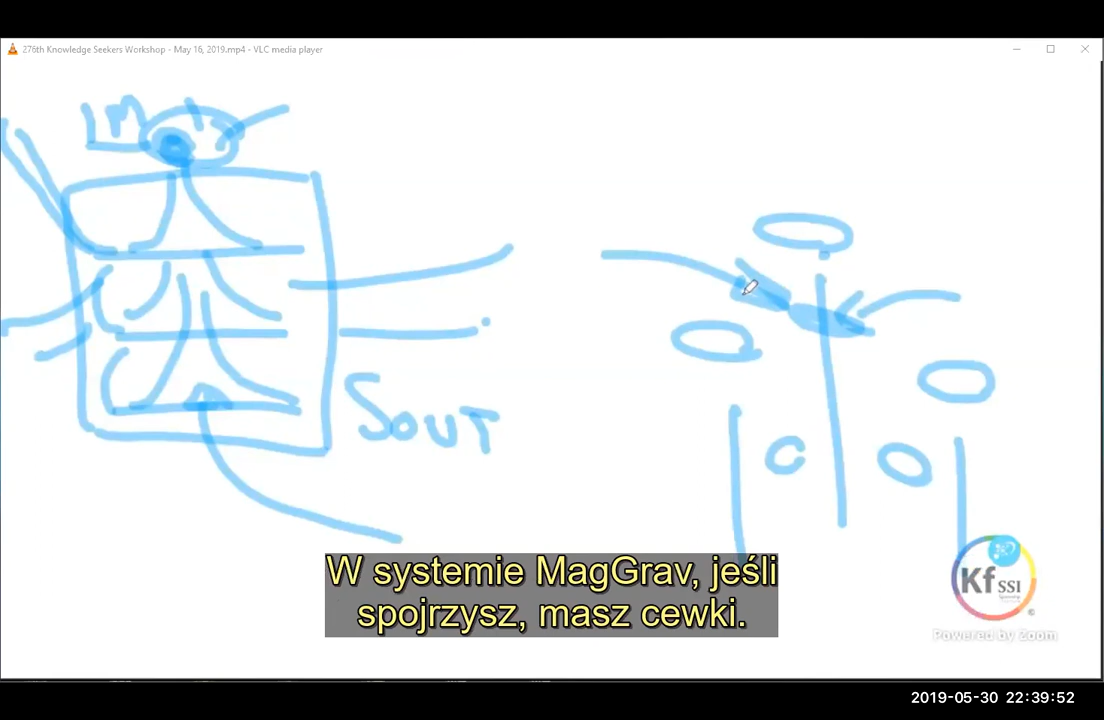 276th Knowledge Seekers Workshop - May 16, 2019.mp4 - VLC media player
M
SOUT
W systemie MagGrav, jeśli
spojrzysz, masz cewki.
Kf SSI
Powered by Zoom
2019-05-30 22:39:52